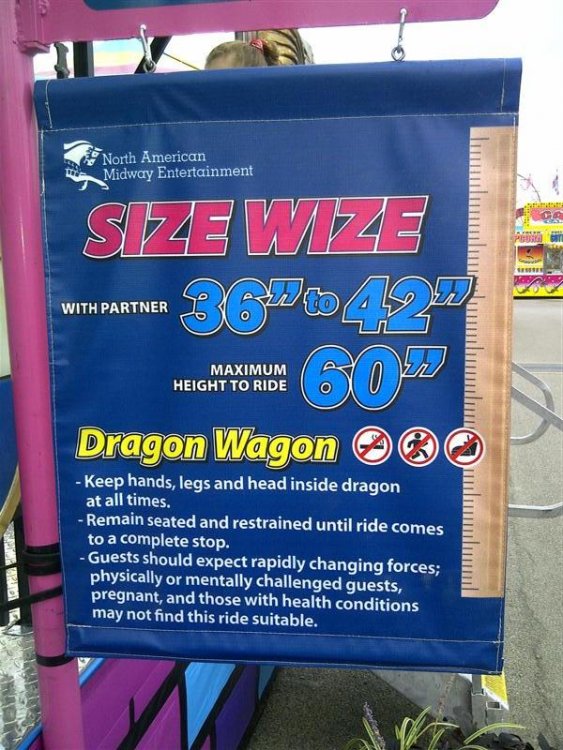 North American
Midway Entertainment
SIZE WIZE
WITH PARTNER 36” to 42”
MAXIMUM
HEIGHT TO RIDE 60”
Dragon Wagon
- Keep hands, legs and head inside dragon
at all times.
- Remain seated and restrained until ride comes
to a complete stop.
- Guests should expect rapidly changing forces;
physically or mentally challenged guests,
pregnant, and those with health conditions
may not find this ride suitable.